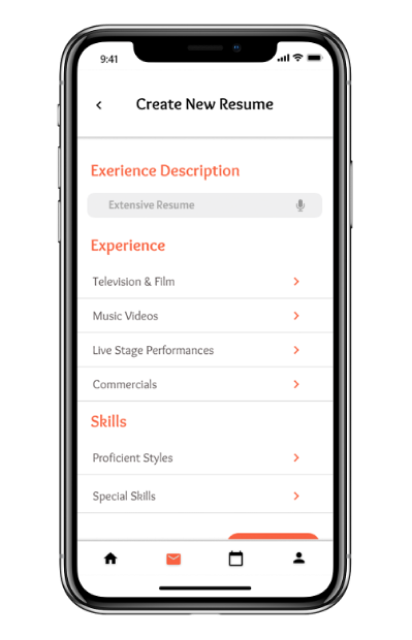 9:41
Create New Resume
Exerience Description
Extensive Resume
Experience
Television & Film
Music Videos
Live Stage Performances
Commercials
Skills
Proficient Styles
Special Skills